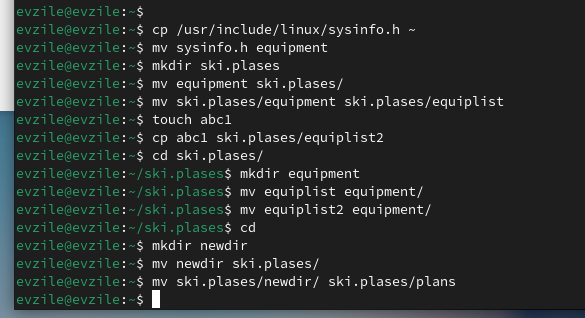 evzile@evzile:~$
evzile@evzile:~$ cp /usr/include/linux/sysinfo.h ~
evzile@evzile:~$ mv sysinfo.h equipment
evzile@evzile:~$ mkdir ski.plases
evzile@evzile:~$ mv equipment ski.plases/
evzile@evzile:~$ mv ski.plases/equipment ski.plases/equiplist
evzile@evzile:~$ touch abc1
evzile@evzile:~$ cp abc1 ski.plases/equiplist2
evzile@evzile:~$ cd ski.plases/
evzile@evzile:~/ski.plases$ mkdir equipment
evzile@evzile:~/ski.plases$ mv equiplist equipment/
evzile@evzile:~/ski.plases$ mv equiplist2 equipment/
evzile@evzile:~/ski.plases$ cd
evzile@evzile:~$ mkdir newdir
evzile@evzile:~$ mv newdir ski.plases/
evzile@evzile:~$ mv ski.plases/newdir/ ski.plases/plans
evzile@evzile:~$